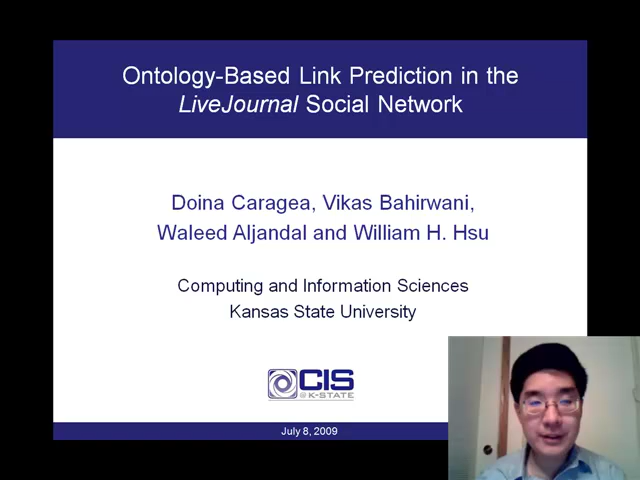 Ontology-Based Link Prediction in the
LiveJournal Social Network
Doina Caragea, Vikas Bahirwani,
Waleed Aljandal and William H. Hsu
Computing and Information Sciences
Kansas State University
CIS
@ K-STATE
July 8, 2009